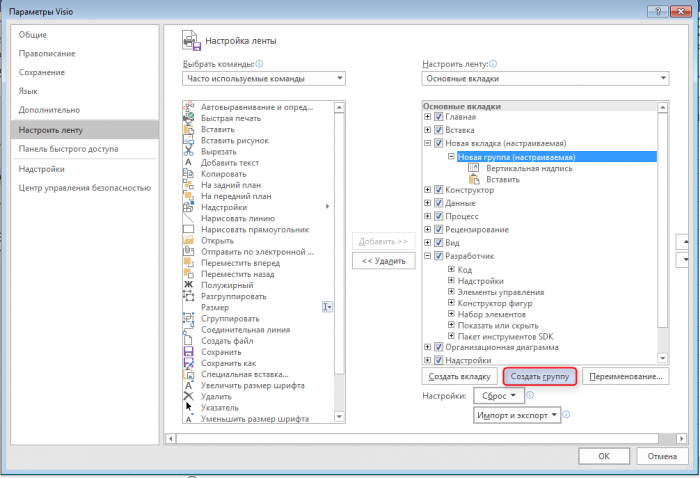 Параметры Visio
Общие
Правописание
Сохранение
Язык
Дополнительно
Настроить ленту
Панель быстрого доступа
Надстройки
Центр управления безопасностью
Настройка ленты
Выбрать команды:
Часто используемые команды
Автовыравнивание и опред...
Быстрая печать
Вставить
Вставить рисунок
Вырезать
Добавить текст
Копировать
На задний план
На передний план
Надстройки
Нарисовать линию
Нарисовать прямоугольник
Открыть
Отправить по электронной ...
Переместить вперед
Переместить назад
Полужирный
Разгруппировать
Размер
Сгруппировать
Соединительная линия
Создать файл
Сохранить
Сохранить как
Специальная вставка...
Увеличить размер шрифта
Удалить
Указатель
Уменьшить размер шрифта
Добавить >>
<< Удалить
Настроить ленту:
Основные вкладки
Основные вкладки
Главная
Вставка
Новая вкладка (настраиваемая)
Новая группа (настраиваемая)
Вертикальная надпись
Вставить
Конструктор
Данные
Процесс
Рецензирование
Вид
Разработчик
Код
Надстройки
Элементы управления
Конструктор фигур
Набор элементов
Показать или скрыть
Пакет инструментов SDK
Организационная диаграмма
Надстройки
Создать вкладку
Создать группу
Переименование...
Настройки:
Сброс
Импорт и экспорт
ОК
Отмена